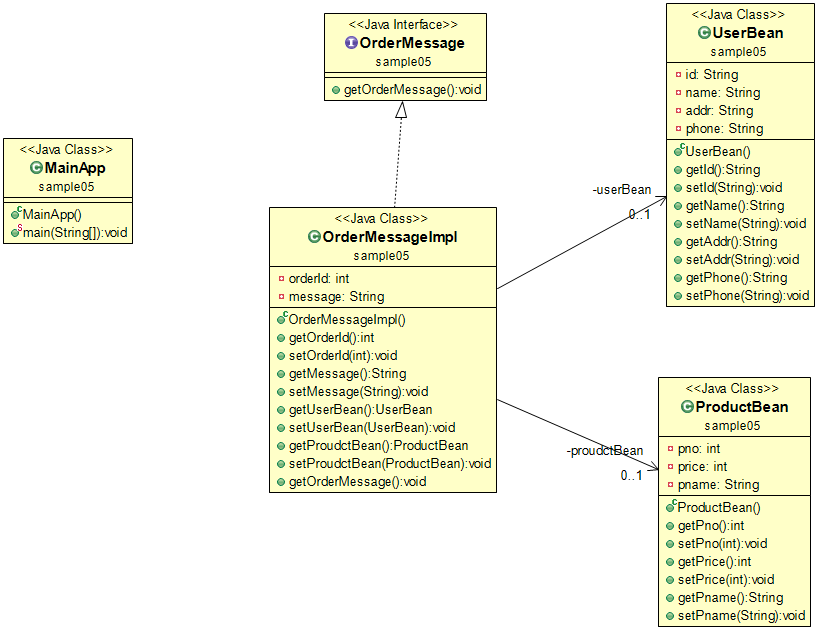 <<Java Interface>>
OrderMessage
sample05
getOrderMessage():void
<<Java Class>>
UserBean
sample05
id: String
name: String
addr: String
phone: String
UserBean()
getId():String
setId(String):void
getName():String
setName(String):void
getAddr():String
setAddr(String):void
getPhone():String
setPhone(String):void
<<Java Class>>
MainApp
sample05
MainApp()
main(String[]):void
-userBean
0..1
<<Java Class>>
OrderMessageImpl
sample05
orderId: int
message: String
OrderMessageImpl()
getOrderId():int
setOrderId(int):void
getMessage():String
setMessage(String):void
getUserBean():UserBean
setUserBean(UserBean):void
getProudctBean():ProductBean
setProudctBean(ProductBean):void
getOrderMessage():void
-proudctBean
0..1
<<Java Class>>
ProductBean
sample05
pno: int
price: int
pname: String
ProductBean()
getPno():int
setPno(int):void
getPrice():int
setPrice(int):void
getPname():String
setPname(String):void